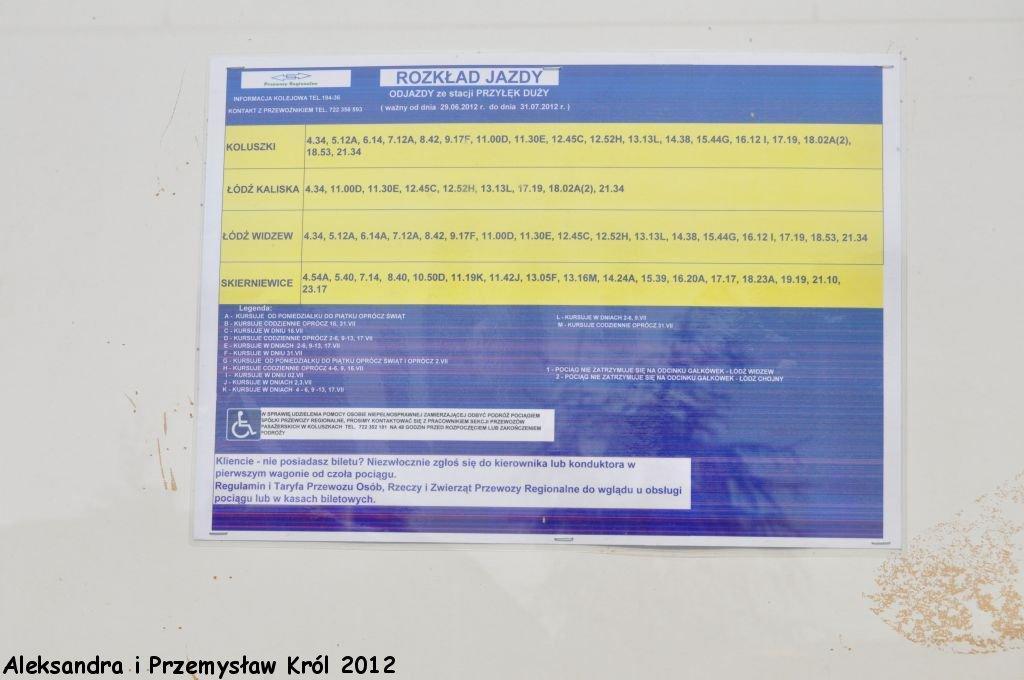 Przewozy Regionalne
ROZKŁAD JAZDY
ODJAZDY ze stacji PRZYŁĘK DUŻY
INFORMACJA KOLEJOWA TEL.194-36
( ważny od dnia 29.06.2012 r. do dnia 31.07.2012 r. )
KONTAKT Z PRZEWOŹNIKIEM TEL. 722 356 593
KOLUSZKI
4.34, 5.12A, 6.14, 7.12A, 8.42, 9.17F, 11.00D, 11.30E, 12.45C, 12.52H, 13.13L, 14.38, 15.44G, 16.12 I, 17.19, 18.02A(2),
18.53, 21.34
ŁÓDŹ KALISKA
4.34, 11.00D, 11.30E, 12.45C, 12.52H, 13.13L, 17.19, 18.02A(2), 21.34
ŁÓDŹ WIDZEW
4.34, 5.12A, 6.14A, 7.12A, 8.42, 9.17F, 11.00D, 11.30E, 12.45C, 12.52H, 13.13L, 14.38, 15.44G, 16.12 I, 17.19, 18.53, 21.34
SKIERNIEWICE
4.54A, 5.40, 7.14, 8.40, 10.50D, 11.19K, 11.42J, 13.05F, 13.16M, 14.24A, 15.39, 16.20A, 17.17, 18.23A, 19.19, 21.10,
23.17
Legenda:
A - KURSUJE OD PONIEDZIAŁKU DO PIĄTKU OPRÓCZ ŚWIĄT
B - KURSUJE CODZIENNIE OPRÓCZ 16, 31.VII
C - KURSUJE W DNIU 16.VII
D - KURSUJE CODZIENNIE OPRÓCZ 2-6, 9-13, 17.VII
E - KURSUJE W DNIACH 2-6, 9-13, 17.VII
F - KURSUJE W DNIU 31.VII
G - KURSUJE OD PONIEDZIAŁKU DO PIĄTKU OPRÓCZ ŚWIĄT I OPRÓCZ 2.VII
H - KURSUJE CODZIENNIE OPRÓCZ 4-6, 9, 16.VII
I - KURSUJE W DNIU 02.VII
J - KURSUJE W DNIACH 2,3.VII
K - KURSUJE W DNIACH 4 - 6, 9 -13, 17.VII
L - KURSUJE W DNIACH 2-6, 9.VII
M - KURSUJE CODZIENNIE OPRÓCZ 31.VII
1 - POCIĄG NIE ZATRZYMUJE SIĘ NA ODCINKU GAŁKÓWEK - ŁÓDŹ WIDZEW
2 - POCIĄG NIE ZATRZYMUJE SIĘ NA ODCINKU GAŁKÓWEK - ŁÓDŹ CHOJNY
W SPRAWIE UDZIELENIA POMOCY OSOBIE NIEPEŁNOSPRAWNEJ ZAMIERZAJĄCEJ ODBYĆ PODRÓŻ POCIĄGIEM
SPÓŁKI PRZEWOZY REGIONALNE, PROSIMY KONTAKTOWAĆ SIĘ Z PRACOWNIKIEM SEKCJI PRZEWOZÓW
PASAŻERSKICH W KOLUSZKACH TEL. 722 352 181 NA 48 GODZIN PRZED ROZPOCZĘCIEM LUB ZAKOŃCZENIEM
PODRÓŻY
Kliencie - nie posiadasz biletu? Niezwłocznie zgłoś się do kierownika lub konduktora w
pierwszym wagonie od czoła pociągu.
Regulamin i Taryfa Przewozu Osób, Rzeczy i Zwierząt Przewozy Regionalne do wglądu u obsługi
pociągu lub w kasach biletowych.
Aleksandra i Przemysław Król 2012